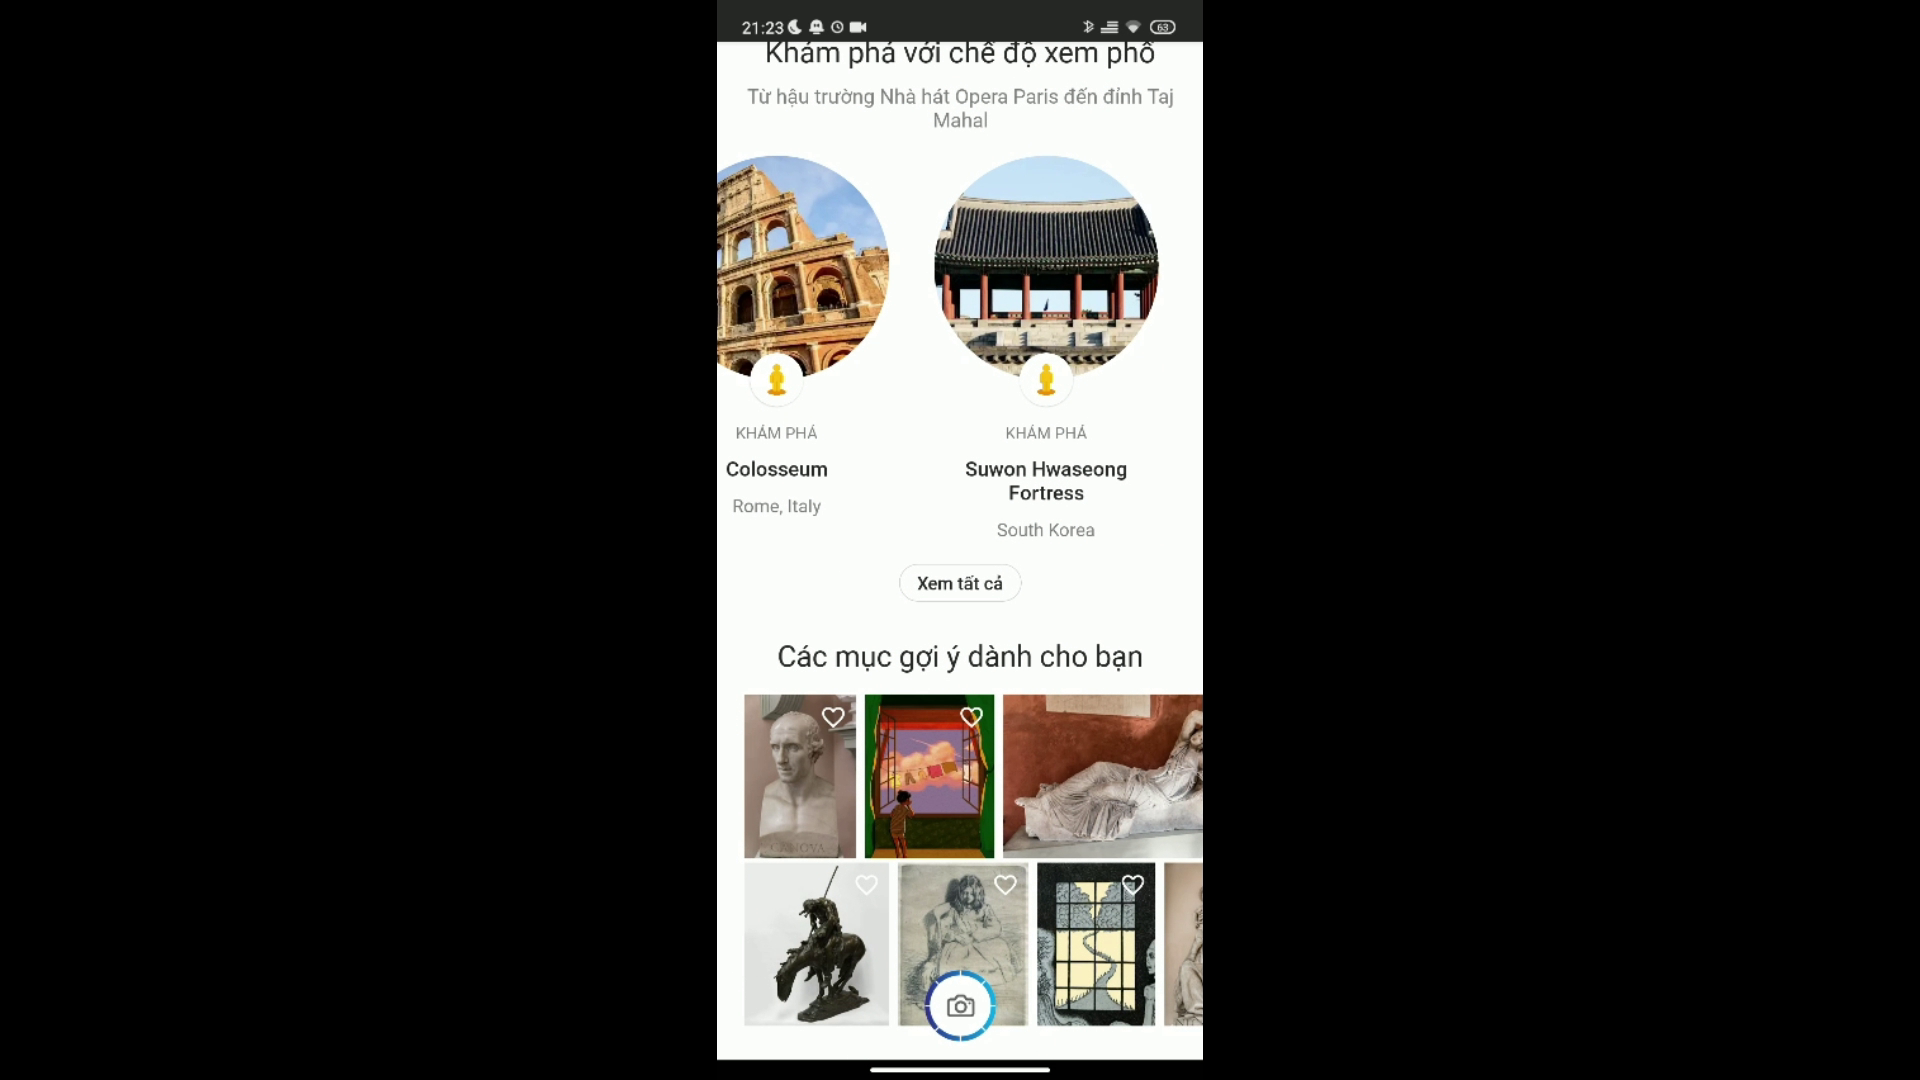 21:23
63
Khám phá với chế độ xem phố
Từ hậu trường Nhà hát Opera Paris đến đỉnh Taj
Mahal
KHÁM PHÁ
Colosseum
Rome, Italy
KHÁM PHÁ
Suwon Hwaseong
Fortress
South Korea
Xem tất cả
Các mục gợi ý dành cho bạn
CANOVA